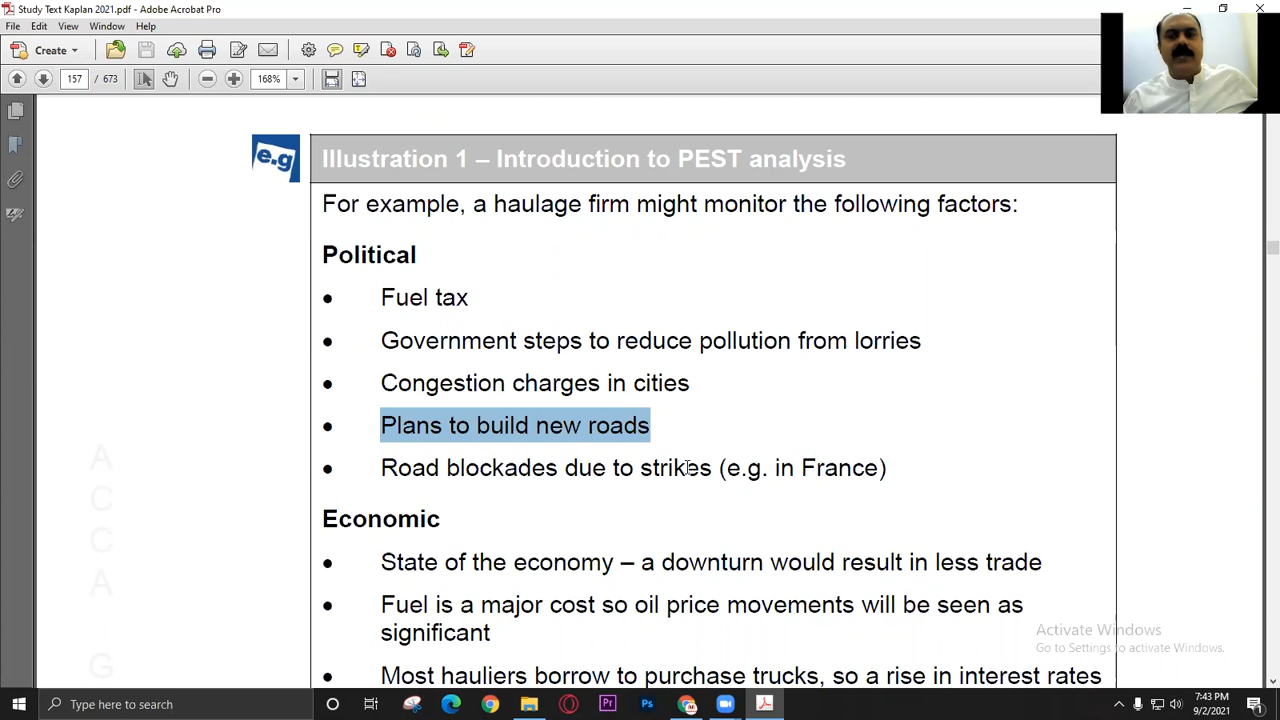 Study Text Kaplan 2021.pdf - Adobe Acrobat Pro
File Edit View Window Help
Create
157 / 673 168%
e.g
Illustration 1 – Introduction to PEST analysis
For example, a haulage firm might monitor the following factors:
Political
• Fuel tax
• Government steps to reduce pollution from lorries
• Congestion charges in cities
• Plans to build new roads
• Road blockades due to strikes (e.g. in France)
Economic
• State of the economy – a downturn would result in less trade
• Fuel is a major cost so oil price movements will be seen as
significant
• Most hauliers borrow to purchase trucks, so a rise in interest rates
A
C
C
A
G
Activate Windows
Go to Settings to activate Windows.
Type here to search
Pr
Ps
M
7:43 PM
9/2/2021
1